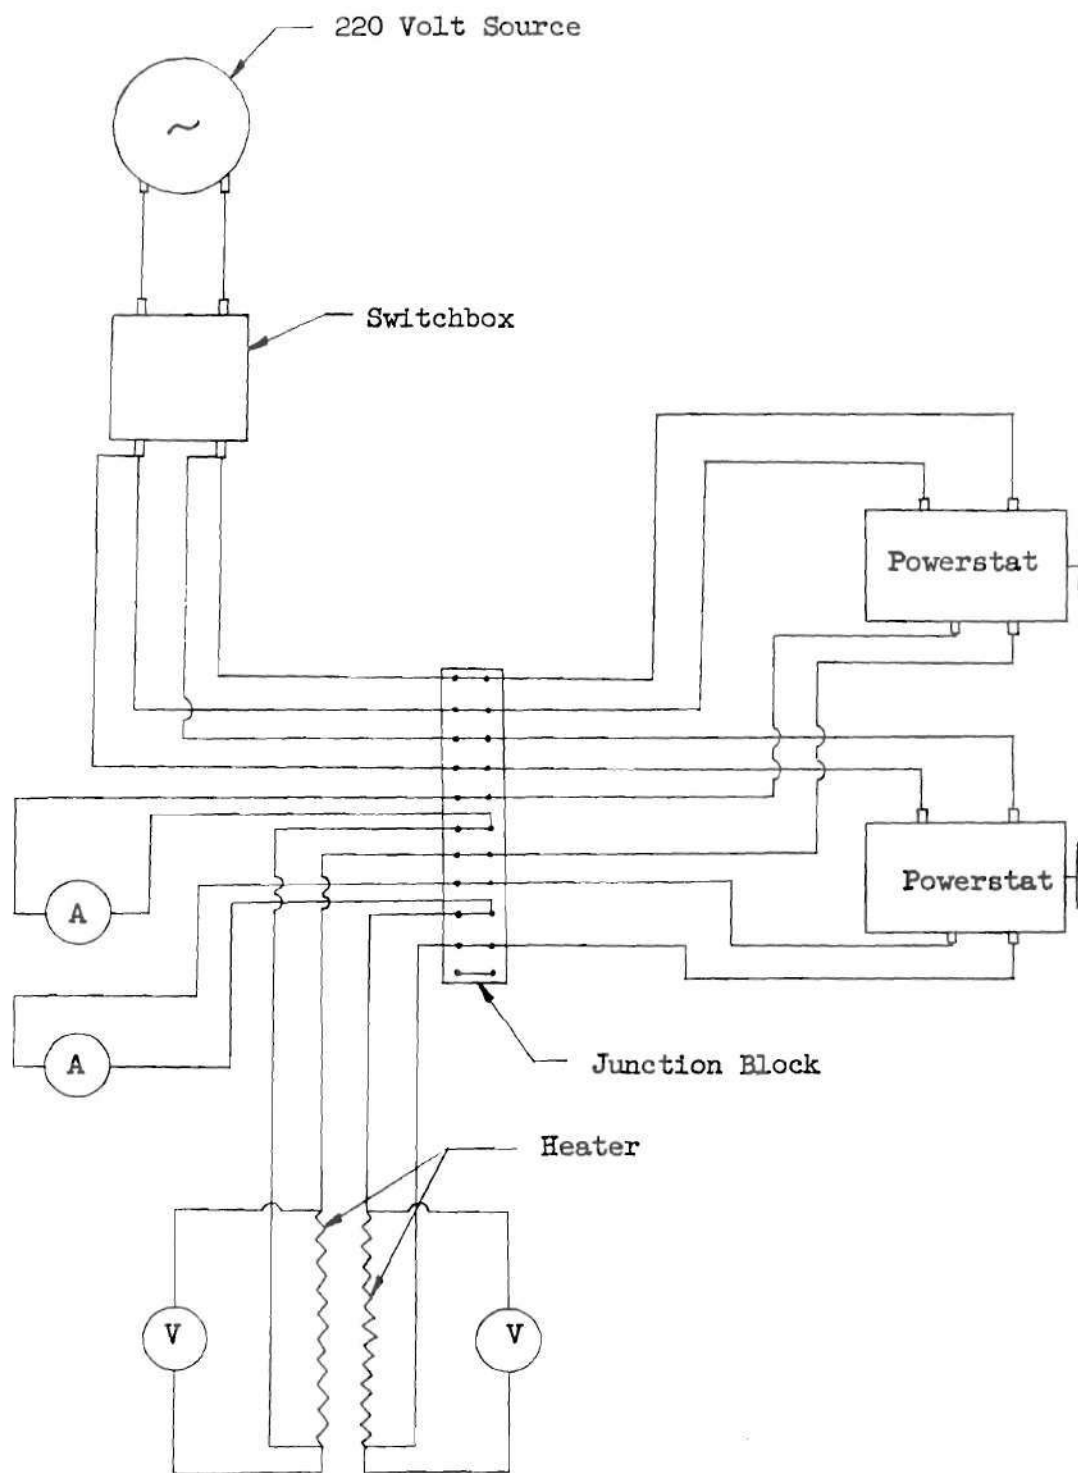 220 Volt Source
~
Switchbox
Powerstat
Powerstat
A
A
Junction Block
Heater
V
V